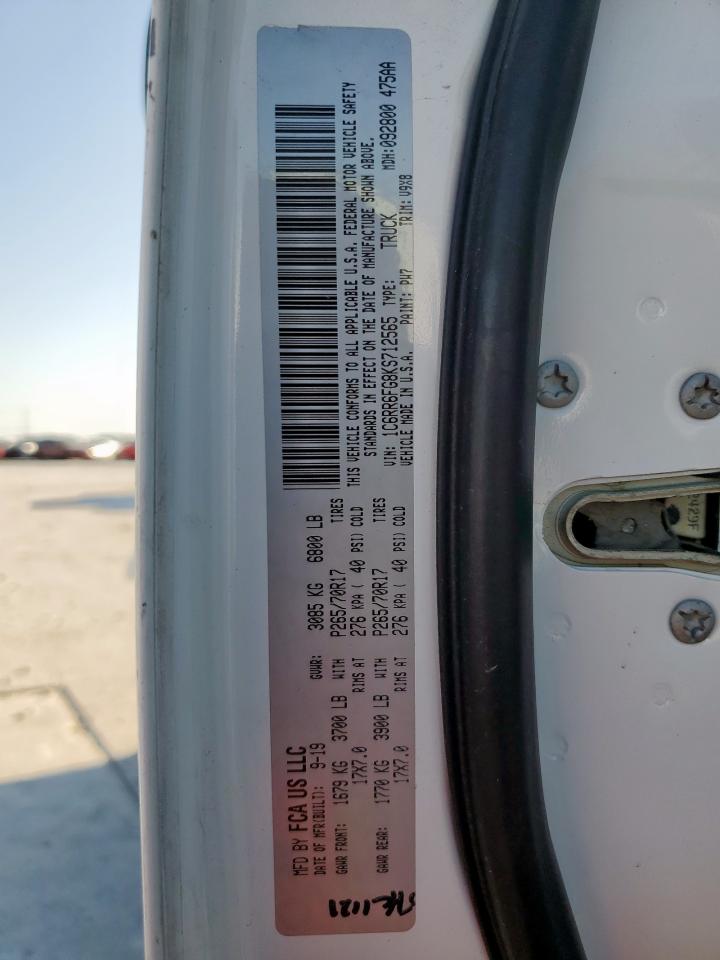 MFD BY FCA US LLC
DATE OF MFR(BUILT): 9-19 GVWR: 3085 KG 6800 LB
GAWR FRONT: 1679 KG 3700 LB WITH P265/70R17 TIRES
17X7.0 RIMS AT 276 KPA ( 40 PSI) COLD
GAWR REAR: 1770 KG 3900 LB WITH P265/70R17 TIRES
17X7.0 RIMS AT 276 KPA ( 40 PSI) COLD
THIS VEHICLE CONFORMS TO ALL APPLICABLE U.S.A. FEDERAL MOTOR VEHICLE SAFETY
STANDARDS IN EFFECT ON THE DATE OF MANUFACTURE SHOWN ABOVE.
VIN: 1C6RR6FG8KS712565 TYPE: TRUCK MDH:092800 475AA
VEHICLE MADE IN U.S.A. PAINT: PW7 TRIM: V9X8
1121
2429F